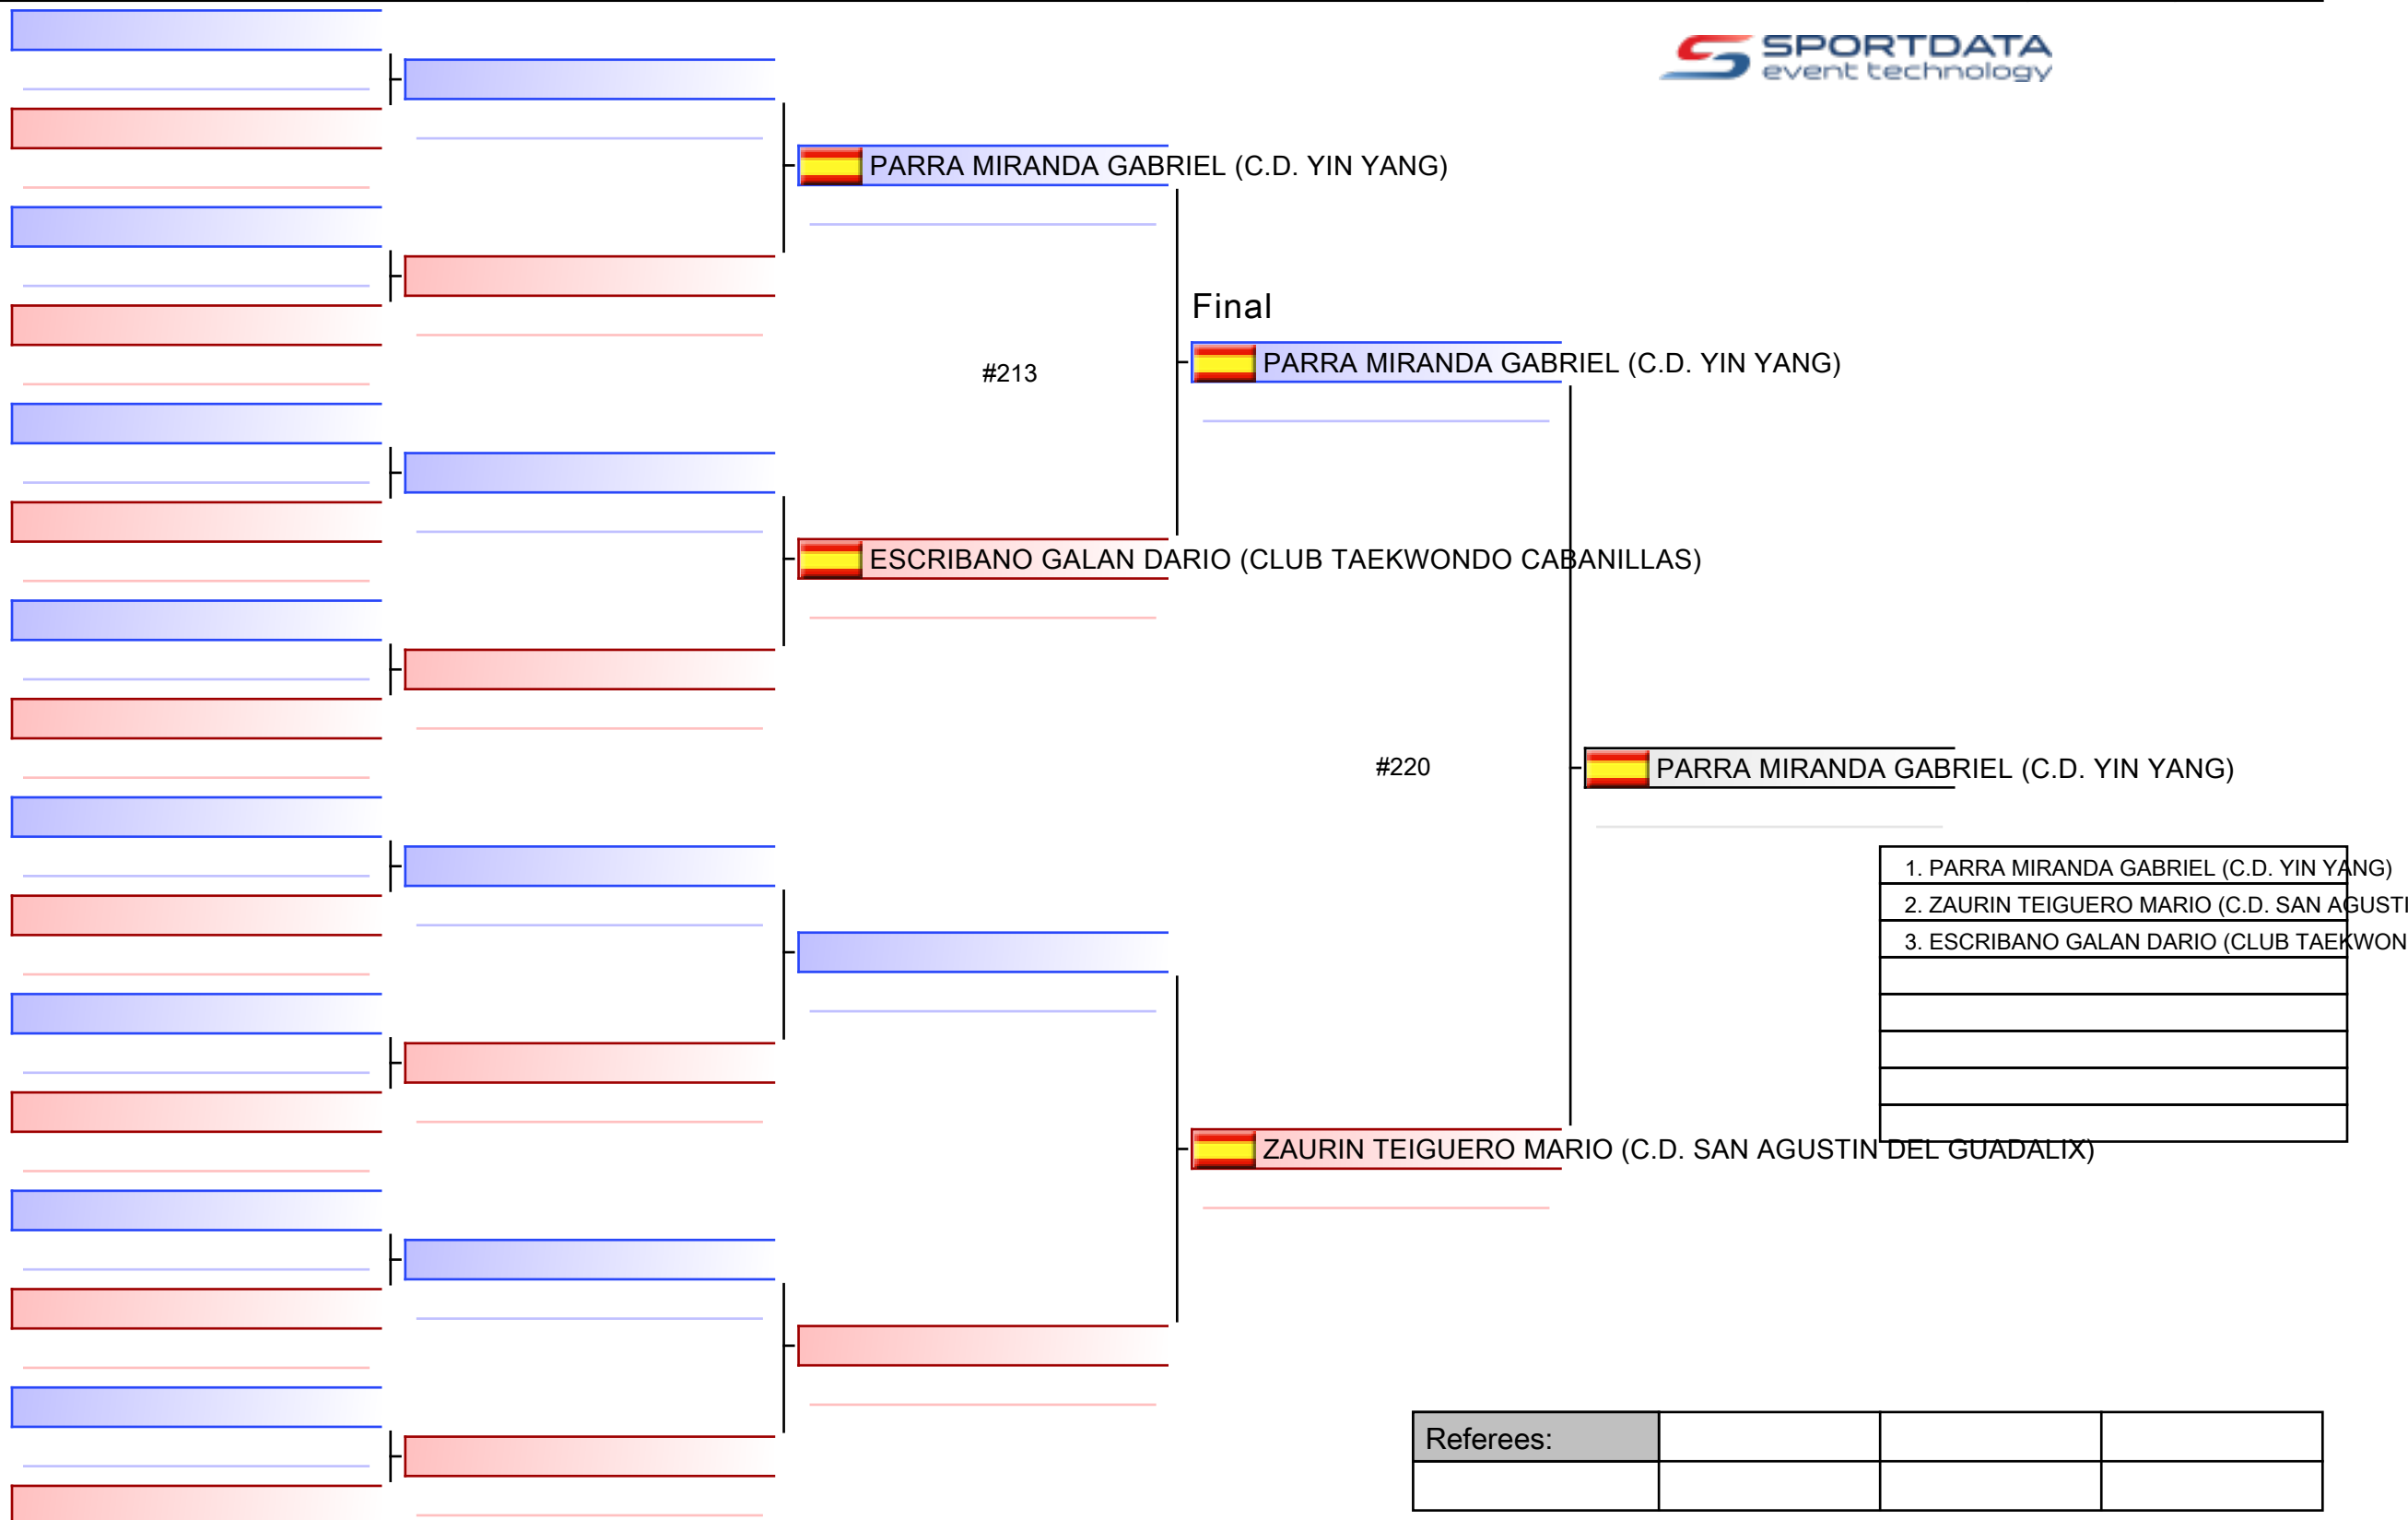 SPORTDATA
event technology
PARRA MIRANDA GABRIEL (C.D. YIN YANG)
Final
PARRA MIRANDA GABRIEL (C.D. YIN YANG)
#213
ESCRIBANO GALAN DARIO (CLUB TAEKWONDO CABANILLAS)
#220
PARRA MIRANDA GABRIEL (C.D. YIN YANG)
1. PARRA MIRANDA GABRIEL (C.D. YIN YANG)
2. ZAURIN TEIGUERO MARIO (C.D. SAN AGUSTI
3. ESCRIBANO GALAN DARIO (CLUB TAEKWON
ZAURIN TEIGUERO MARIO (C.D. SAN AGUSTIN DEL GUADALIX)
Referees: